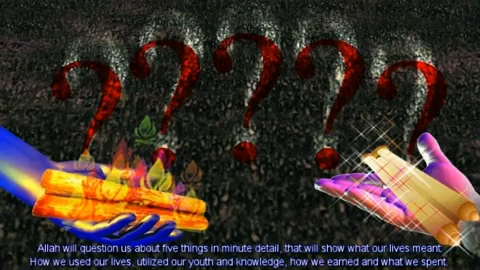 ? ? ? ? ?
Allah will question us about five things in minute detail, that will show what our lives meant.
How we used our lives, utilized our youth and knowledge, how we earned and what we spent.